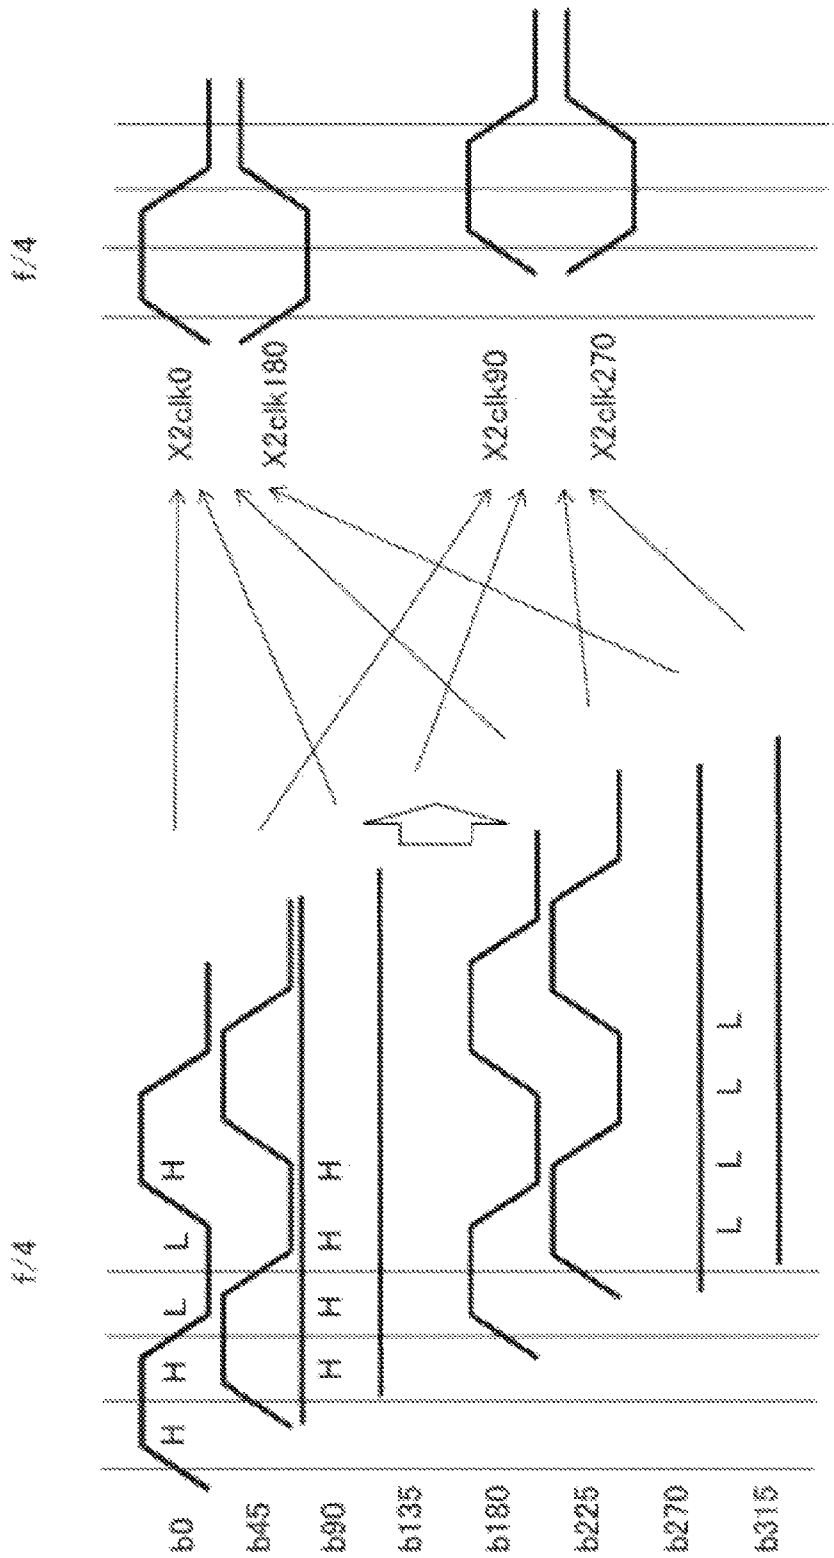 f/4
f/4
b0
H H L L H
b45
b90
H H H H
b135
b180
b225
b270
L L L L
b315
X2clk0
X2clk180
X2clk90
X2clk270